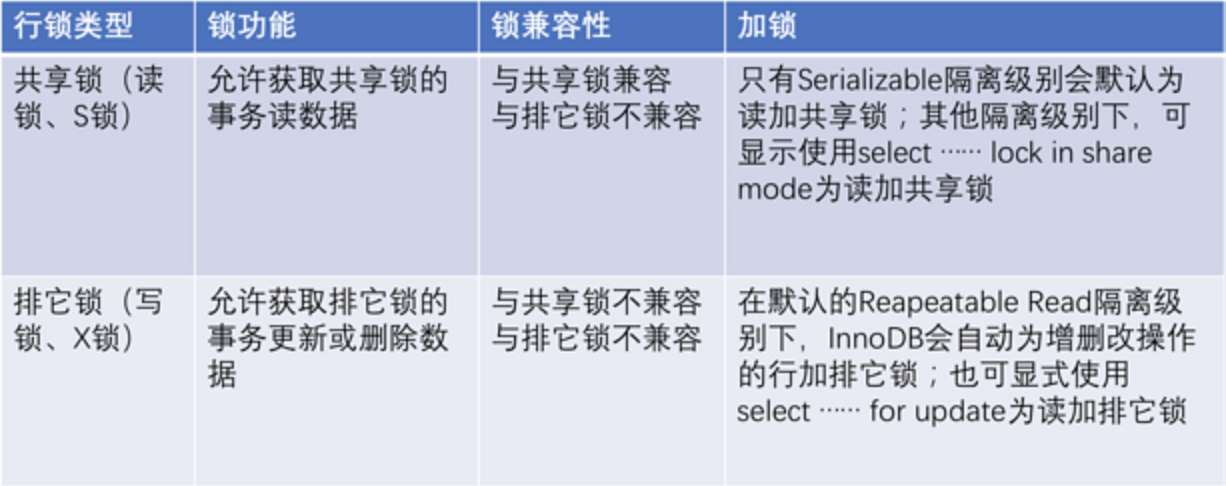 行锁类型
锁功能
锁兼容性
加锁
共享锁（读
锁、S锁）
允许获取共享锁的
事务读数据
与共享锁兼容
与排它锁不兼容
只有Serializable隔离级别会默认为
读加共享锁；其他隔离级别下，可
显示使用select …… lock in share
mode为读加共享锁
排它锁（写
锁、X锁）
允许获取排它锁的
事务更新或删除数
据
与共享锁不兼容
与排它锁不兼容
在默认的Reapeatable Read隔离级
别下，InnoDB会自动为增删改操作
的行加排它锁；也可显式使用
select …… for update为读加排它锁